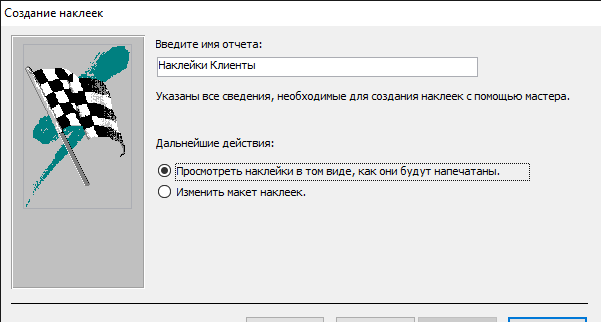 Создание наклеек
Введите имя отчета:
Наклейки Клиенты
Указаны все сведения, необходимые для создания наклеек с помощью мастера.
Дальнейшие действия:
Просмотреть наклейки в том виде, как они будут напечатаны.
Изменить макет наклеек.